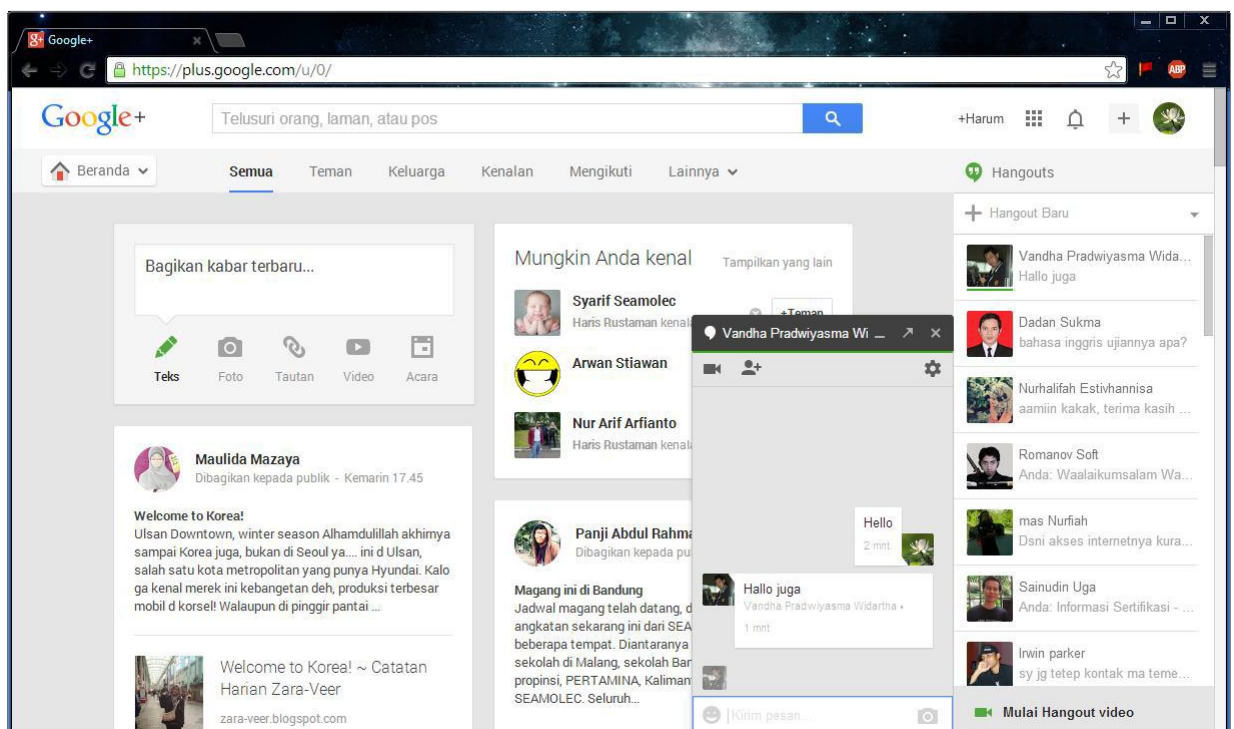 Google+
https://plus.google.com/u/0/
ABP
Google+
Telusuri orang, laman, atau pos
+Harum
Beranda
Semua
Teman
Keluarga
Kenalan
Mengikuti
Lainnya
Hangouts
Bagikan kabar terbaru...
Teks
Foto
Tautan
Video
Acara
Maulida Mazaya
Dibagikan kepada publik - Kemarin 17.45
Welcome to Korea!
Ulsan Downtown, winter season Alhamdulillah akhirnya
sampai Korea juga, bukan di Seoul ya.... ini d Ulsan,
salah satu kota metropolitan yang punya Hyundai. Kalo
ga kenal merek ini kebangetan deh, produksi terbesar
mobil d korsel! Walaupun di pinggir pantai ...
Welcome to Korea! ~ Catatan
Harian Zara-Veer
zara-veer.blogspot.com
Mungkin Anda kenal
Tampilkan yang lain
Syarif Seamolec
Haris Rustaman kenal
+Teman
Arwan Stiawan
Nur Arif Arfianto
Haris Rustaman kenal
Panji Abdul Rahma
Dibagikan kepada pu
Magang ini di Bandung
Jadwal magang telah datang, d
angkatan sekarang ini dari SEA
beberapa tempat. Diantaranya
sekolah di Malang, sekolah Bar
propinsi, PERTAMINA, Kaliman
SEAMOLEC. Seluruh...
Vandha Pradwiyasma Wi
Hello
2 mnt
Hallo juga
Vandha Pradwiyasma Widartha •
1 mnt
Kirim pesan...
Hangout Baru
Vandha Pradwiyasma Wida...
Hallo juga
Dadan Sukma
bahasa inggris ujiannya apa?
Nurhalifah Estivhannisa
aamiin kakak, terima kasih ...
Romanov Soft
Anda: Waalaikumsalam Wa...
mas Nurfiah
Dsni akses internetnya kura...
Sainudin Uga
Anda: Informasi Sertifikasi - ...
Irwin parker
sy jg tetep kontak ma teme...
Mulai Hangout video